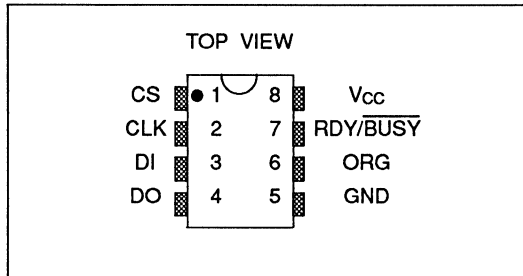 TOP VIEW
CS 1 8 Vcc
CLK 2 7 RDY/BUSY
DI 3 6 ORG
DO 4 5 GND